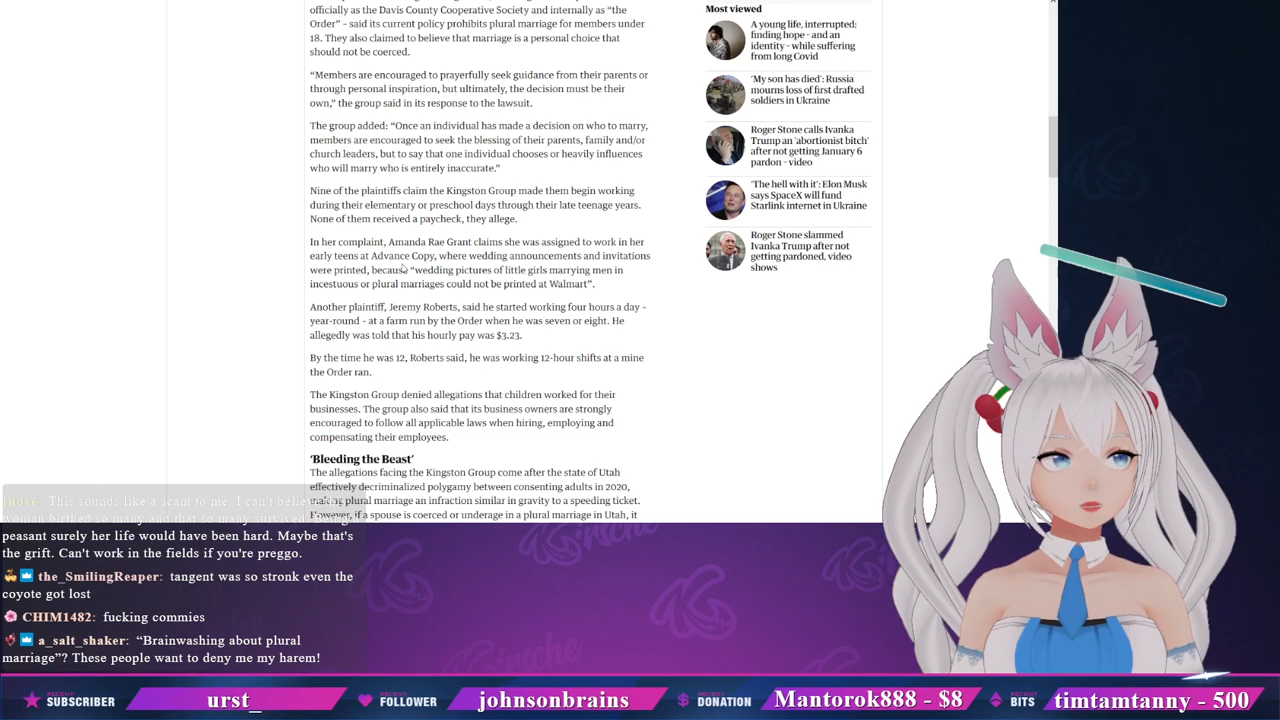 officially as the Davis County Cooperative Society and internally as “the
Order” – said its current policy prohibits plural marriage for members under
18. They also claimed to believe that marriage is a personal choice that
should not be coerced.
“Members are encouraged to prayerfully seek guidance from their parents or
through personal inspiration, but ultimately, the decision must be their
own,” the group said in its response to the lawsuit.
The group added: “Once an individual has made a decision on who to marry,
members are encouraged to seek the blessing of their parents, family and/or
church leaders, but to say that one individual chooses or heavily influences
who will marry who is entirely inaccurate.”
Nine of the plaintiffs claim the Kingston Group made them begin working
during their elementary or preschool days through their late teenage years.
None of them received a paycheck, they allege.
In her complaint, Amanda Rae Grant claims she was assigned to work in her
early teens at Advance Copy, where wedding announcements and invitations
were printed, because “wedding pictures of little girls marrying men in
incestuous or plural marriages could not be printed at Walmart”.
Another plaintiff, Jeremy Roberts, said he started working four hours a day –
year-round – at a farm run by the Order when he was seven or eight. He
allegedly was told that his hourly pay was $3.23.
By the time he was 12, Roberts said, he was working 12-hour shifts at a mine
the Order ran.
The Kingston Group denied allegations that children worked for their
businesses. The group also said that its business owners are strongly
encouraged to follow all applicable laws when hiring, employing and
compensating their employees.
‘Bleeding the Beast’
The allegations facing the Kingston Group come after the state of Utah
effectively decriminalized polygamy between consenting adults in 2020,
plural marriage an infraction similar in gravity to a speeding ticket.
However, if a spouse is coerced or underage in a plural marriage in Utah, it
Most viewed
A young life, interrupted:
finding hope – and an
identity – while suffering
from long Covid
‘My son has died’: Russia
mourns loss of first drafted
soldiers in Ukraine
Roger Stone calls Ivanka
Trump an ‘abortionist bitch’
after not getting January 6
pardon – video
‘The hell with it’: Elon Musk
says SpaceX will fund
Starlink internet in Ukraine
Roger Stone slammed
Ivanka Trump after not
getting pardoned, video
shows
This sounds like a scam to me. I can't believe
woman birthed so many and that so many survived.
peasant surely her life would have been hard. Maybe that's
the grift. Can't work in the fields if you're preggo.
the_SmilingReaper: tangent was so stronk even the
coyote got lost
CHIM1482: fucking commies
a_salt_shaker: “Brainwashing about plural
marriage”? These people want to deny me my harem!
RECENT
SUBSCRIBER
urst_
RECENT
FOLLOWER
johnsonbrains
RECENT
DONATION
Mantorok888 - $8
RECENT
BITS
timtamtanny - 500